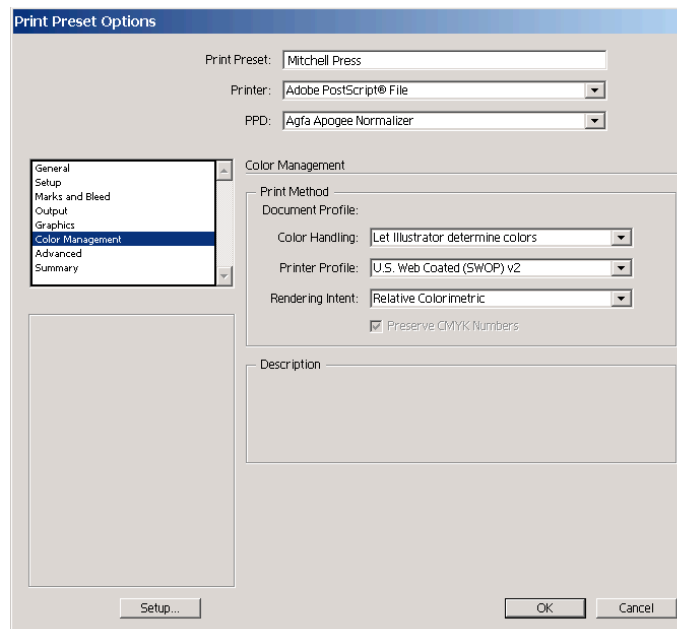 Print Preset Options
Print Preset: Mitchell Press
Printer: Adobe PostScript® File
PPD: Agfa Apogee Normalizer
General
Setup
Marks and Bleed
Output
Graphics
Color Management
Advanced
Summary
Color Management
Print Method
Document Profile:
Color Handling: Let Illustrator determine colors
Printer Profile: U.S. Web Coated (SWOP) v2
Rendering Intent: Relative Colorimetric
Preserve CMYK Numbers
Description
Setup...
OK
Cancel